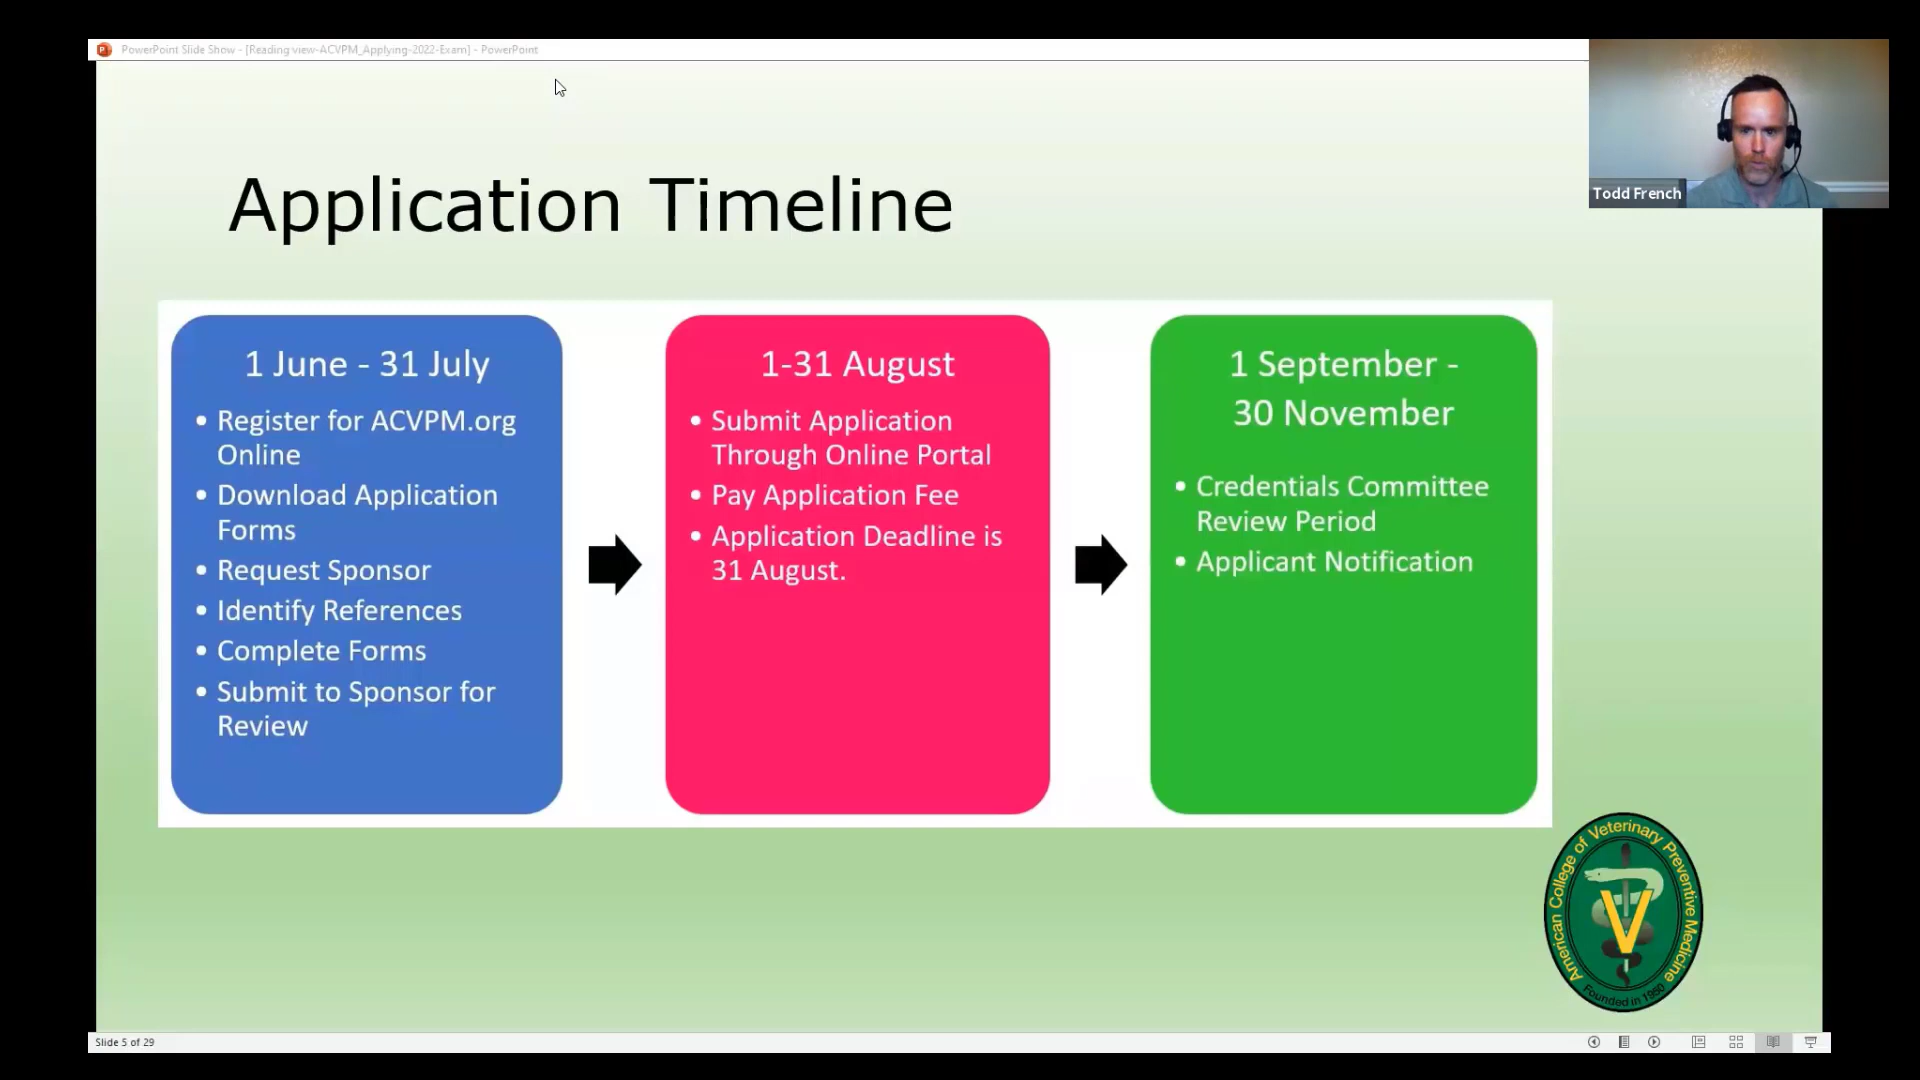 PowerPoint Slide Show - [Reading view-ACVPM_Applying-2022-Exam] - PowerPoint
Todd French
Application Timeline
1 June - 31 July
• Register for ACVPM.org
Online
• Download Application
Forms
• Request Sponsor
• Identify References
• Complete Forms
• Submit to Sponsor for
Review
1-31 August
• Submit Application
Through Online Portal
• Pay Application Fee
• Application Deadline is
31 August.
1 September -
30 November
• Credentials Committee
Review Period
• Applicant Notification
American College of Veterinary Preventive Medicine
V
Founded in 1950
Slide 5 of 29